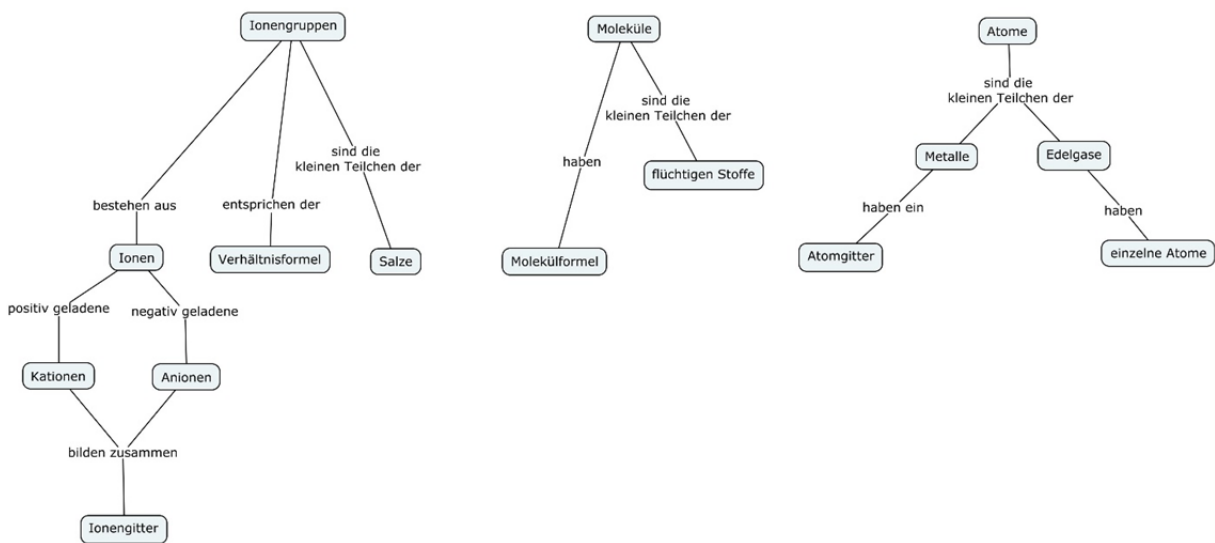 Ionengruppen
bestehen aus
entsprichen der
sind die
kleinen Teilchen der
Ionen
Verhältnisformel
Salze
positiv geladene
negativ geladene
Kationen
Anionen
bilden zusammen
Ionengitter
Moleküle
haben
sind die
kleinen Teilchen der
Molekülformel
flüchtigen Stoffe
Atome
sind die
kleinen Teilchen der
Metalle
Edelgase
haben ein
haben
Atomgitter
einzelne Atome